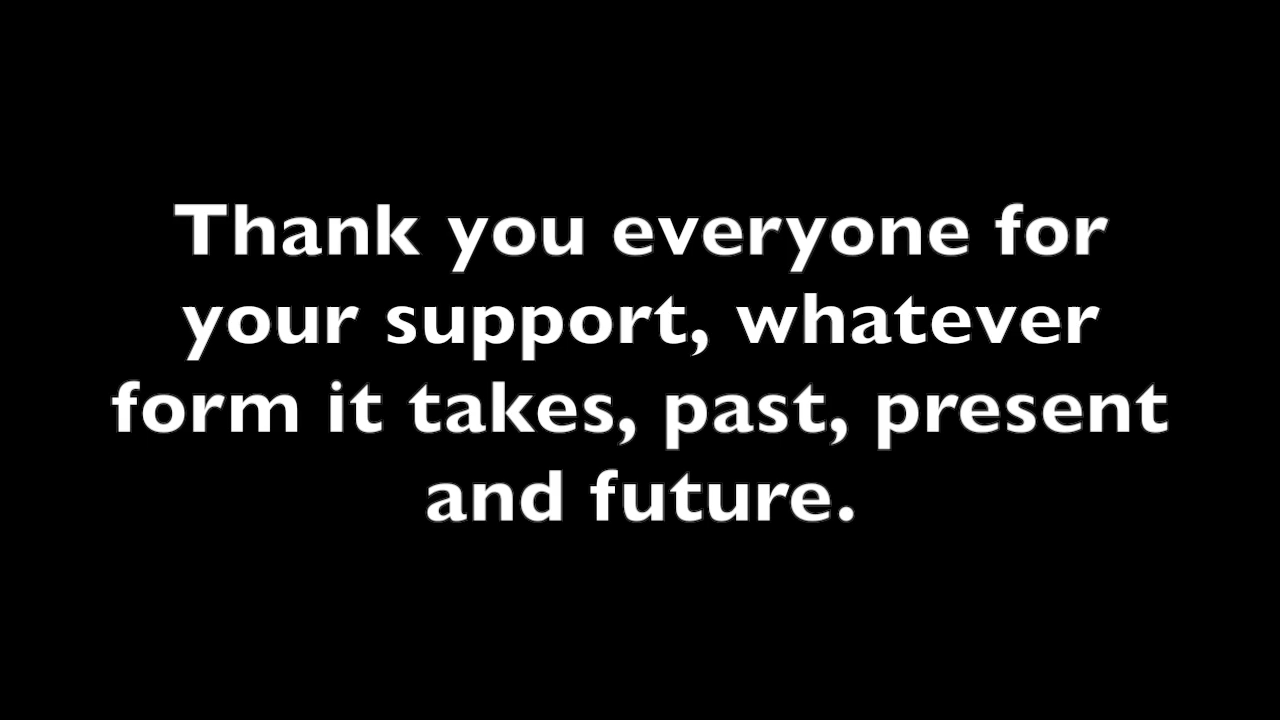 Thank you everyone for
your support, whatever
form it takes, past, present
and future.